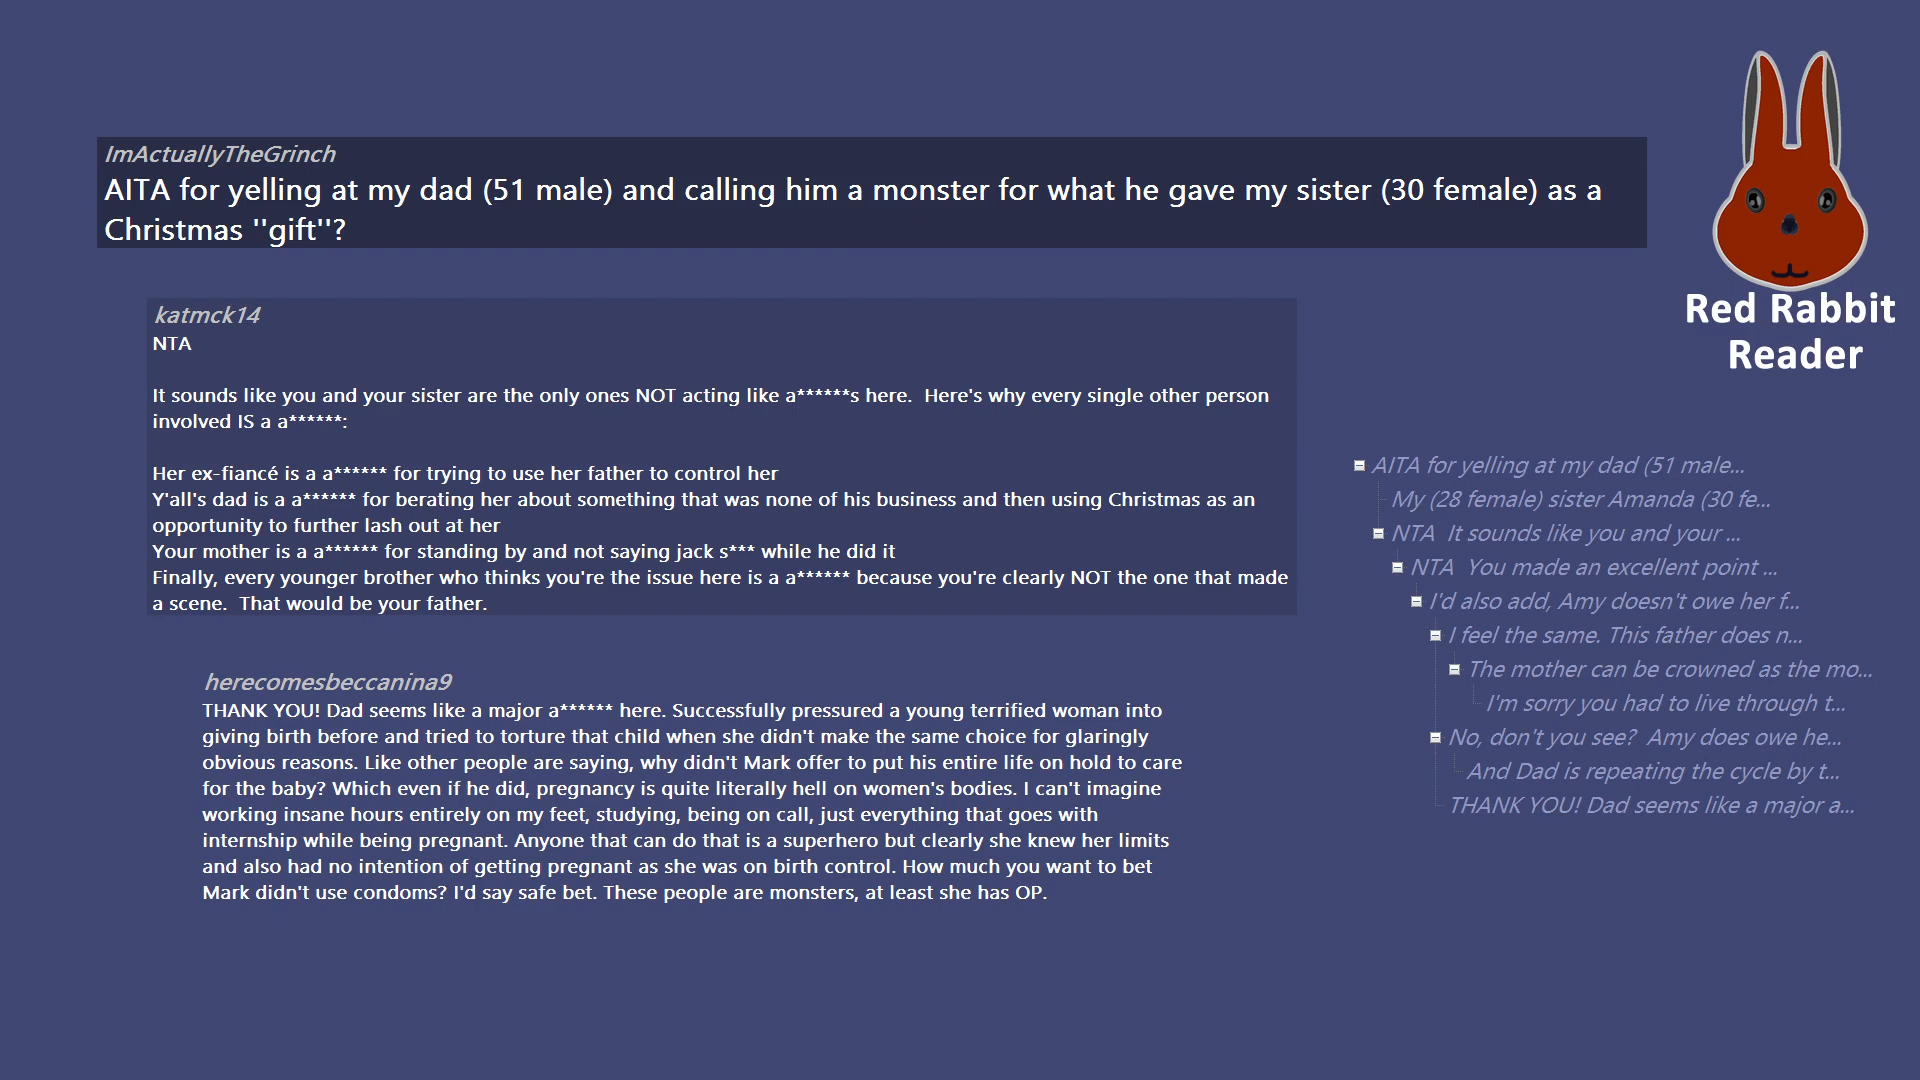 ImActuallyTheGrinch
AITA for yelling at my dad (51 male) and calling him a monster for what he gave my sister (30 female) as a
Christmas ''gift''?
katmck14
NTA
It sounds like you and your sister are the only ones NOT acting like a******s here.  Here's why every single other person
involved IS a a******:
Her ex-fiancé is a a****** for trying to use her father to control her
Y'all's dad is a a****** for berating her about something that was none of his business and then using Christmas as an
opportunity to further lash out at her
Your mother is a a****** for standing by and not saying jack s*** while he did it
Finally, every younger brother who thinks you're the issue here is a a****** because you're clearly NOT the one that made
a scene.  That would be your father.
herecomesbeccanina9
THANK YOU! Dad seems like a major a****** here. Successfully pressured a young terrified woman into
giving birth before and tried to torture that child when she didn't make the same choice for glaringly
obvious reasons. Like other people are saying, why didn't Mark offer to put his entire life on hold to care
for the baby? Which even if he did, pregnancy is quite literally hell on women's bodies. I can't imagine
working insane hours entirely on my feet, studying, being on call, just everything that goes with
internship while being pregnant. Anyone that can do that is a superhero but clearly she knew her limits
and also had no intention of getting pregnant as she was on birth control. How much you want to bet
Mark didn't use condoms? I'd say safe bet. These people are monsters, at least she has OP.
Red Rabbit
Reader
AITA for yelling at my dad (51 male...
My (28 female) sister Amanda (30 fe...
NTA  It sounds like you and your ...
NTA  You made an excellent point ...
I'd also add, Amy doesn't owe her f...
I feel the same. This father does n...
The mother can be crowned as the mo...
I'm sorry you had to live through t...
No, don't you see?  Amy does owe he...
And Dad is repeating the cycle by t...
THANK YOU! Dad seems like a major a...